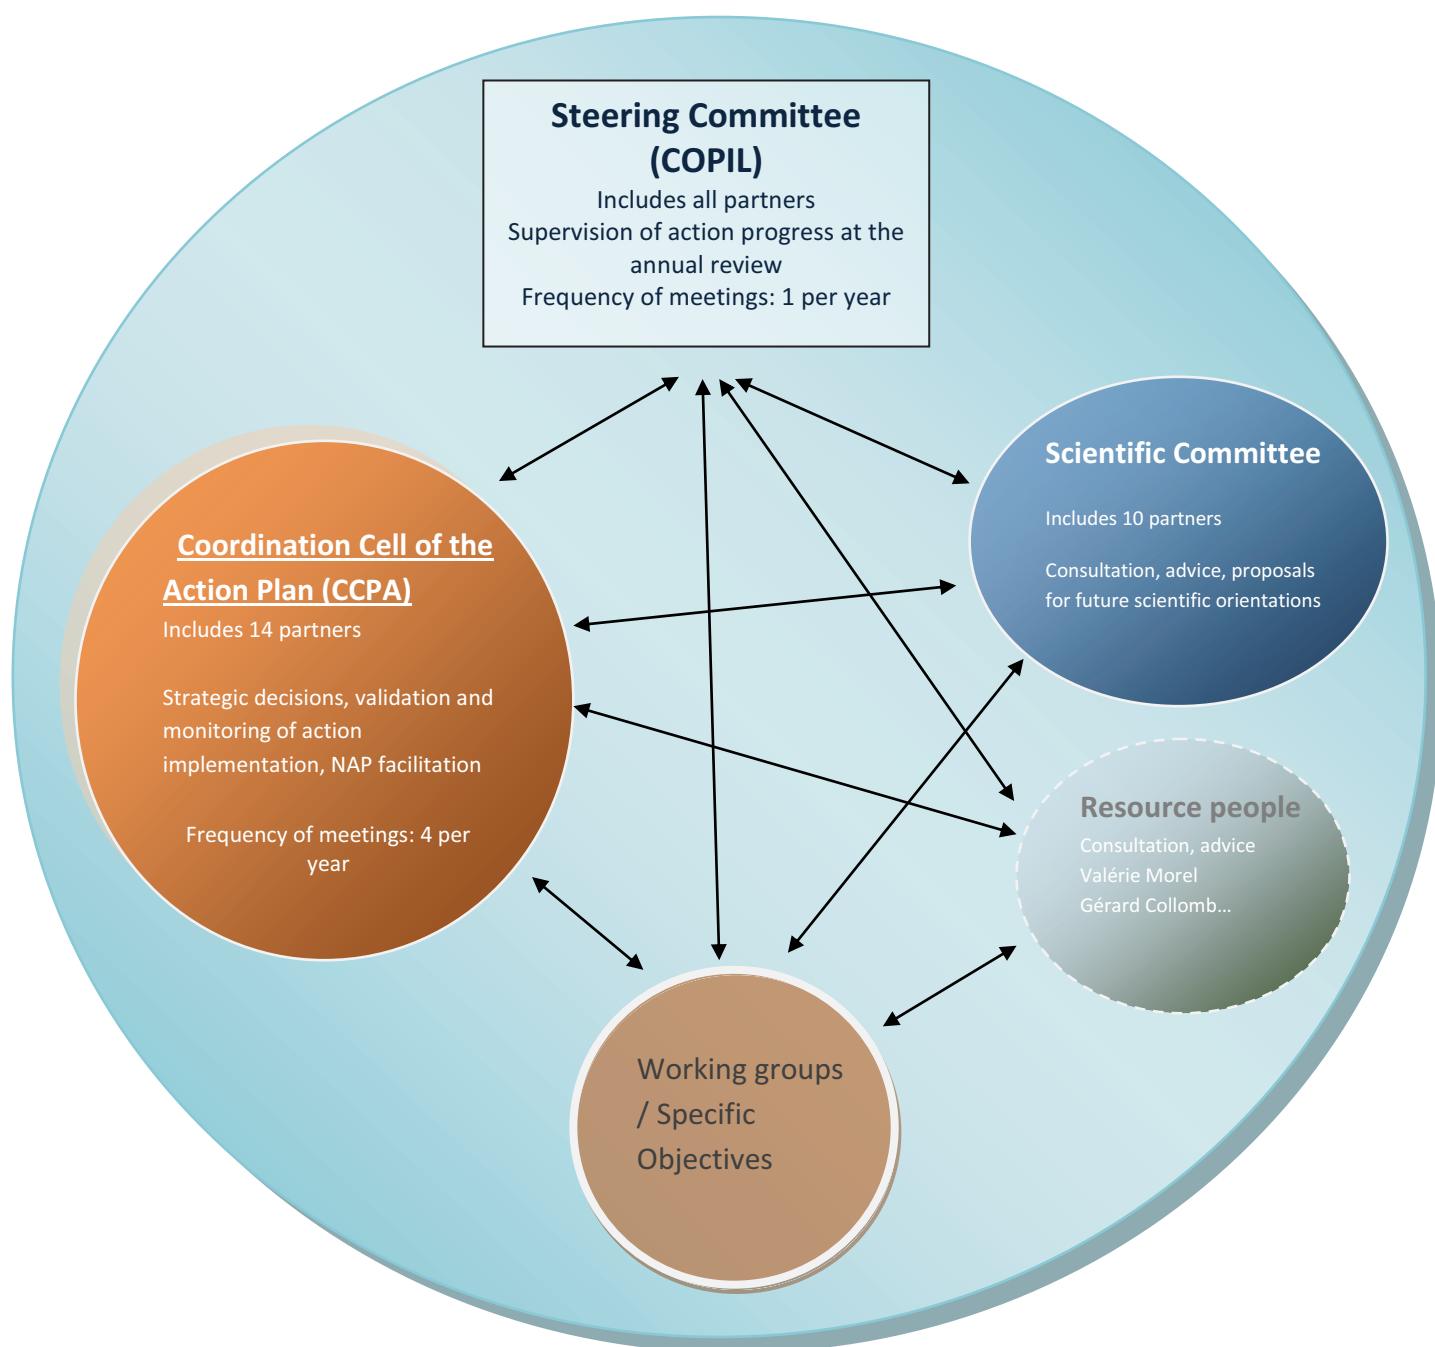 Steering Committee
(COPIL)
Includes all partners
Supervision of action progress at the
annual review
Frequency of meetings: 1 per year
Scientific Committee
Includes 10 partners
Consultation, advice, proposals
for future scientific orientations
Coordination Cell of the
Action Plan (CCPA)
Includes 14 partners
Strategic decisions, validation and
monitoring of action
implementation, NAP facilitation
Frequency of meetings: 4 per
year
Resource people
Consultation, advice
Valérie Morel
Gérard Collomb...
Working groups
/ Specific
Objectives